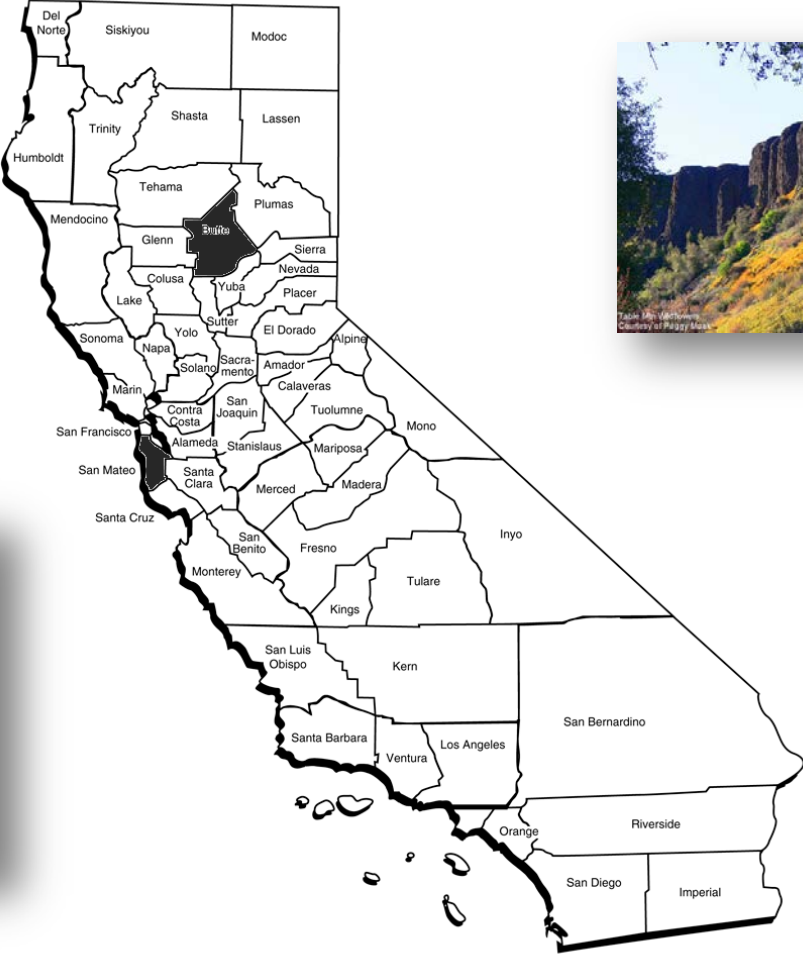 Del
Norte
Siskiyou
Modoc
Shasta
Lassen
Trinity
Humboldt
Tehama
Plumas
Mendocino
Butte
Glenn
Sierra
Nevada
Colusa
Yuba
Placer
Lake
Sutter
Yolo
El Dorado
Sonoma
Napa
Alpine
Solano
Sacra-
mento
Amador
Calaveras
Marin
San
Joaquin
Contra
Costa
Tuolumne
San Francisco
Alameda
Stanislaus
Mono
Mariposa
San Mateo
Santa
Clara
Merced
Madera
Santa Cruz
San
Benito
Fresno
Inyo
Monterey
Tulare
Kings
San Luis
Obispo
Kern
San Bernardino
Santa Barbara
Los Angeles
Ventura
Orange
Riverside
San Diego
Imperial
Table Mtn Wildflowers
Courtesy of Peggy Moak